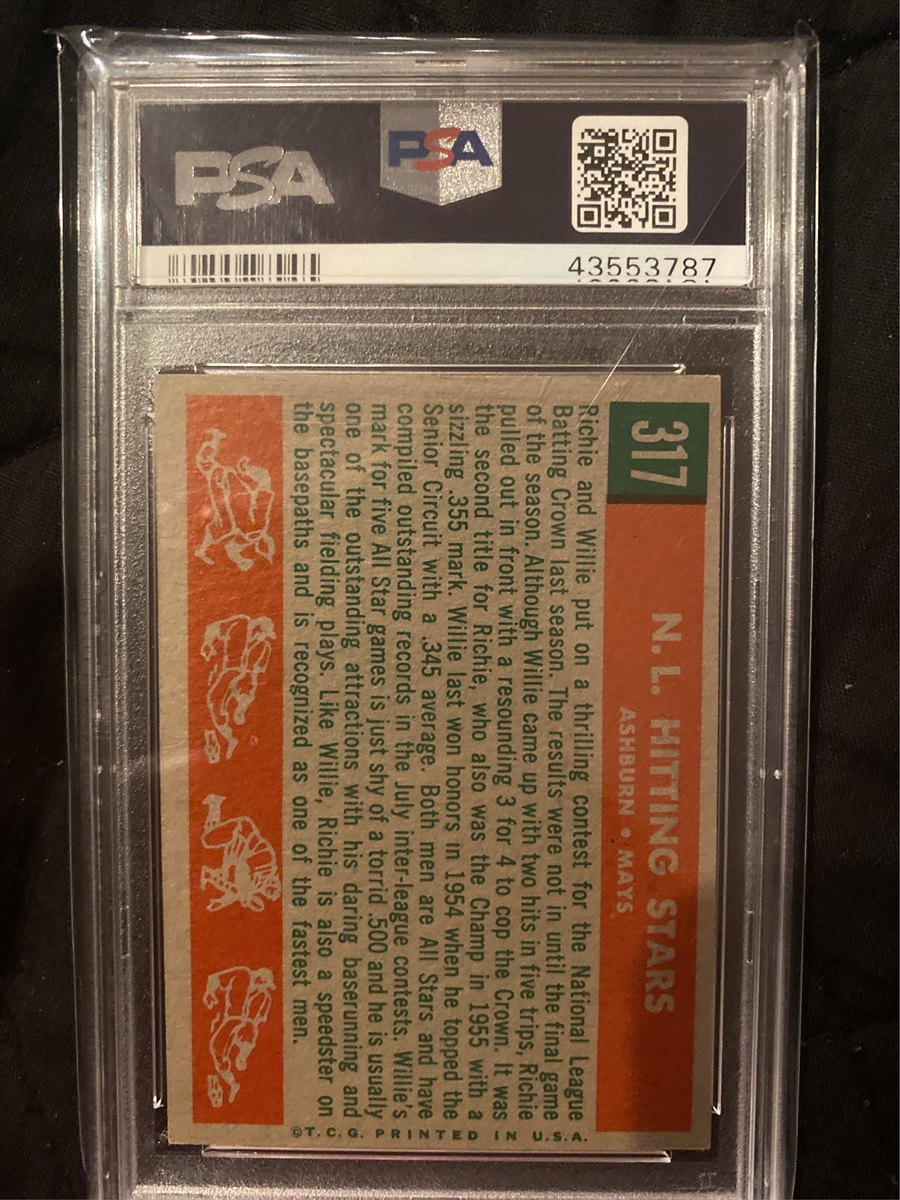 PSA
PSA
43553787
317
N. L. HITTING STARS
ASHBURN • MAYS
Richie and Willie put on a thrilling contest for the National League
Batting Crown last season. The results were not in until the final game
of the season. Although Willie came up with two hits in five trips, Richie
pulled out in front with a resounding 3 for 4 to cop the Crown. It was
the second title for Richie, who also was the Champ in 1955 with a
sizzling .355 mark. Willie last won honors in 1954 when he topped the
Senior Circuit with a .345 average. Both men are All Stars and have
compiled outstanding records in the July inter-league contests. Willie's
mark for five All Star games is just shy of a torrid .500 and he is usually
one of the outstanding attractions with his daring baserunning and
spectacular fielding plays. Like Willie, Richie is also a speedster on
the basepaths and is recognized as one of the fastest men.
©T.C.G. PRINTED IN U.S.A.